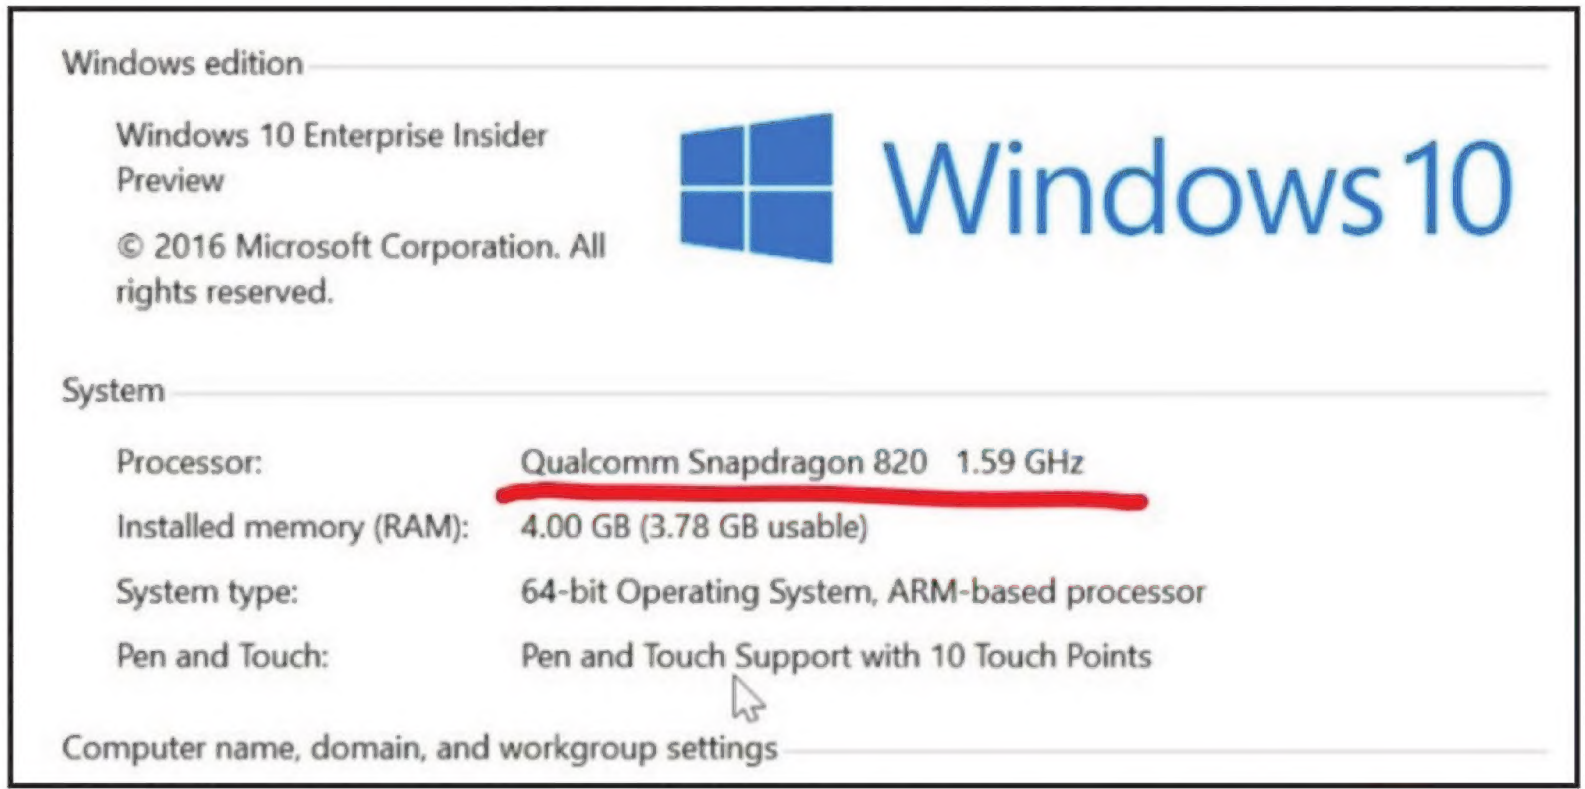 Windows edition
Windows 10 Enterprise Insider
Preview
© 2016 Microsoft Corporation. All
rights reserved.
Windows 10
System
Processor: Qualcomm Snapdragon 820 1.59 GHz
Installed memory (RAM): 4.00 GB (3.78 GB usable)
System type: 64-bit Operating System, ARM-based processor
Pen and Touch: Pen and Touch Support with 10 Touch Points
Computer name, domain, and workgroup settings